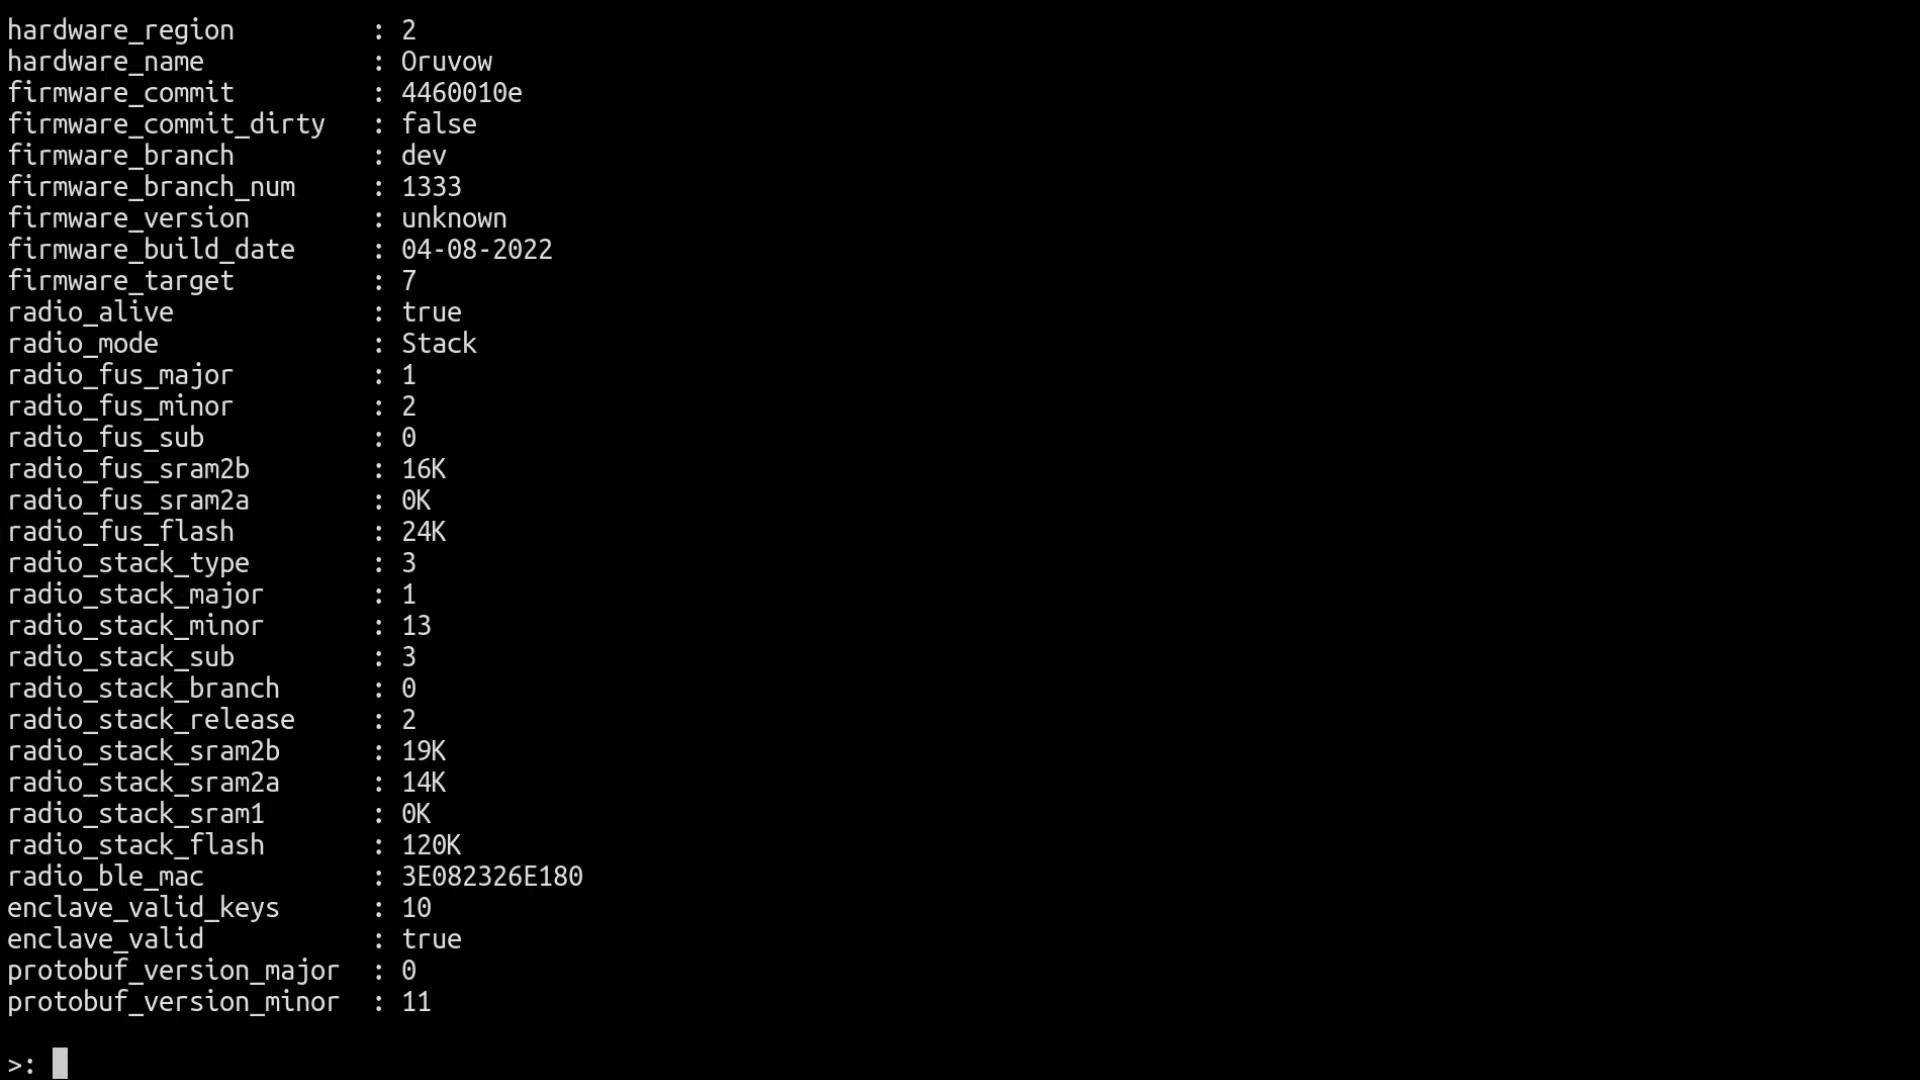 hardware_region : 2
hardware_name : Oruvow
firmware_commit : 4460010e
firmware_commit_dirty : false
firmware_branch : dev
firmware_branch_num : 1333
firmware_version : unknown
firmware_build_date : 04-08-2022
firmware_target : 7
radio_alive : true
radio_mode : Stack
radio_fus_major : 1
radio_fus_minor : 2
radio_fus_sub : 0
radio_fus_sram2b : 16K
radio_fus_sram2a : 0K
radio_fus_flash : 24K
radio_stack_type : 3
radio_stack_major : 1
radio_stack_minor : 13
radio_stack_sub : 3
radio_stack_branch : 0
radio_stack_release : 2
radio_stack_sram2b : 19K
radio_stack_sram2a : 14K
radio_stack_sram1 : 0K
radio_stack_flash : 120K
radio_ble_mac : 3E082326E180
enclave_valid_keys : 10
enclave_valid : true
protobuf_version_major : 0
protobuf_version_minor : 11
>: